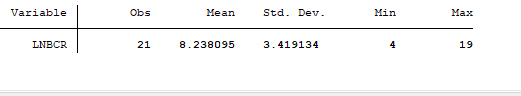 Variable Obs Mean Std. Dev. Min Max
LNBCR 21 8.238095 3.419134 4 19